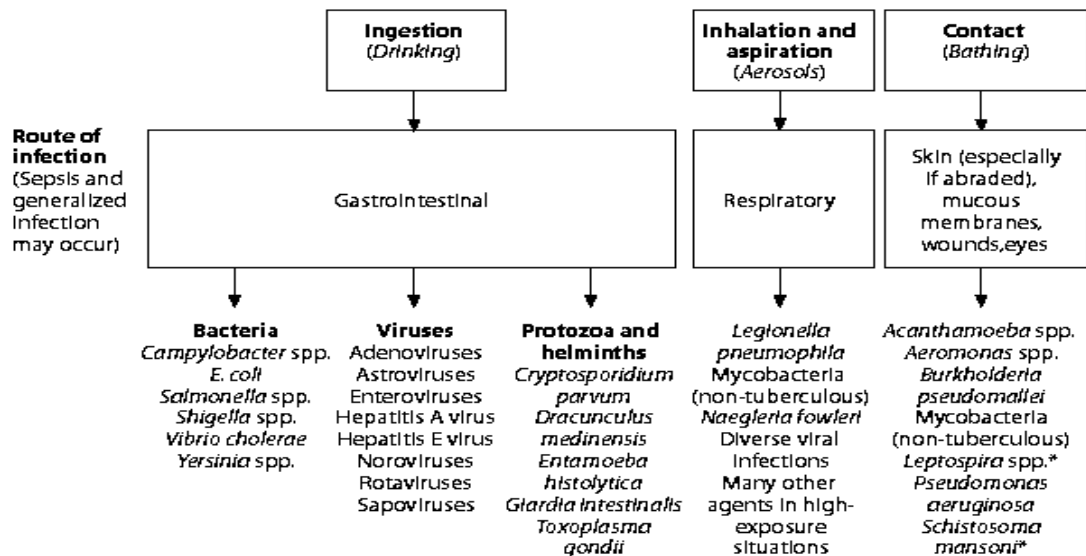 Ingestion
(Drinking)
Inhalation and
aspiration
(Aerosols)
Contact
(Bathing)
Route of
infection
(Sepsis and
generalized
infection
may occur)
Gastrointestinal
Respiratory
Skin (especially
if abraded),
mucous
membranes,
wounds,eyes
Bacteria
Campylobacter spp.
E. coli
Salmonella spp.
Shigella spp.
Vibrio cholerae
Yersinia spp.
Viruses
Adenoviruses
Astroviruses
Enteroviruses
Hepatitis A virus
Hepatitis E virus
Noroviruses
Rotaviruses
Sapoviruses
Protozoa and
helminths
Cryptosporidium
parvum
Dracunculus
medinensis
Entamoeba
histolytica
Giardia intestinalis
Toxoplasma
gondii
Legionella
pneumophila
Mycobacteria
(non-tuberculous)
Naegleria fowleri
Diverse viral
infections
Many other
agents in high-
exposure
situations
Acanthamoeba spp.
Aeromonas spp.
Burkholderia
pseudomallei
Mycobacteria
(non-tuberculous)
Leptospira spp.*
Pseudomonas
aeruginosa
Schistosoma
mansoni*